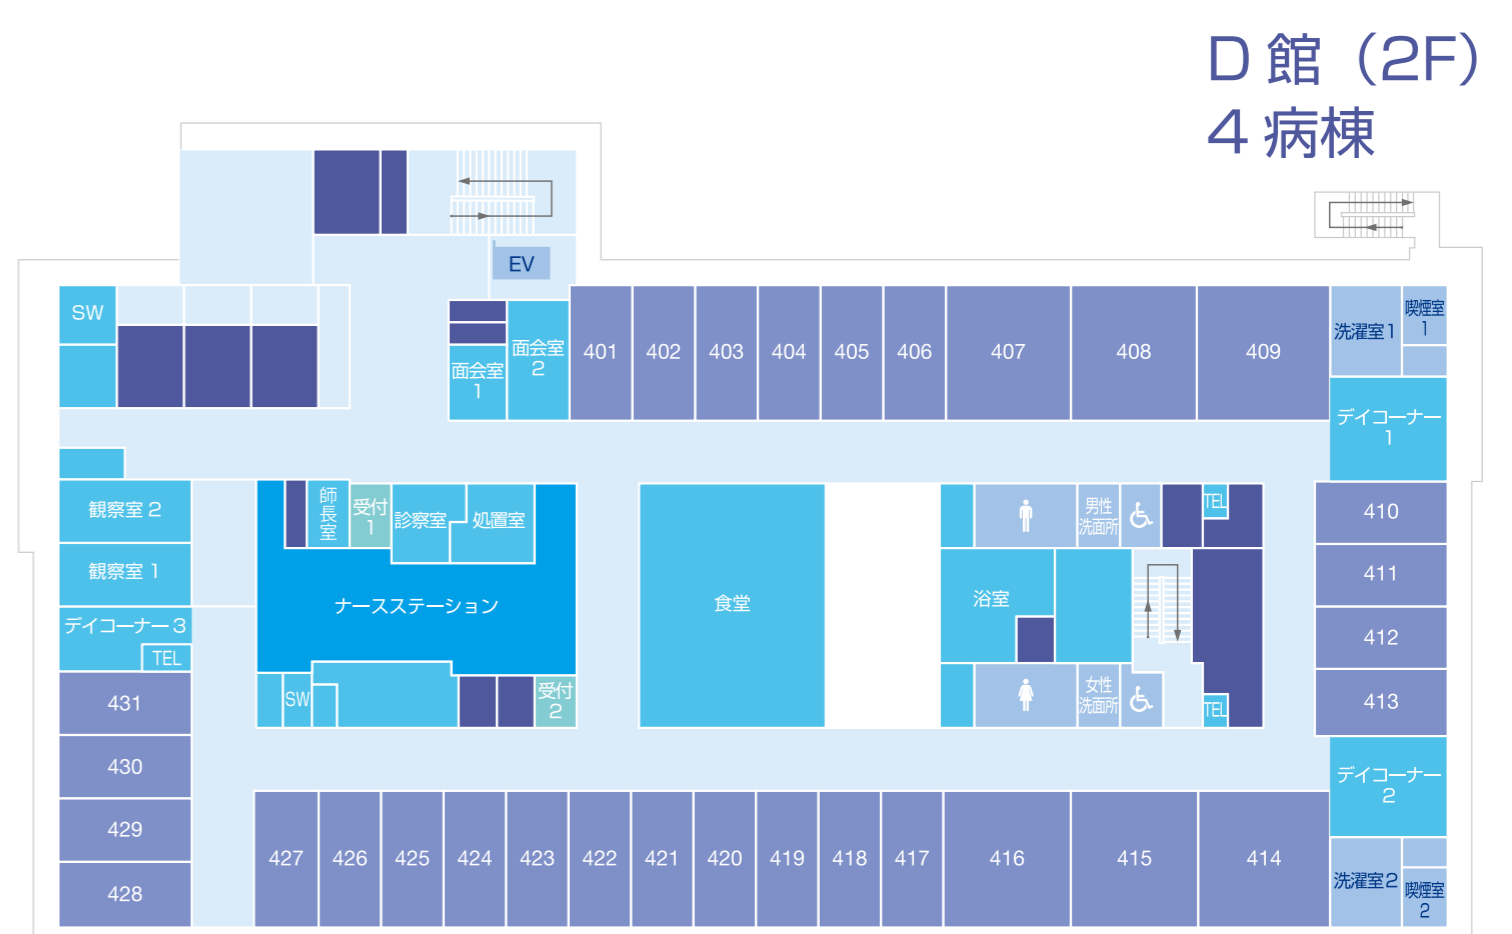 D 館（2F）
4 病棟
EV
SW
面会室
1
面会室
2
401
402
403
404
405
406
407
408
409
洗濯室1
喫煙室
1
デイコーナー
1
観察室 2
観察室 1
デイコーナー 3
TEL
師
長
室
受付
1
診察室
処置室
ナースステーション
SW
受付
2
食堂
男性
洗面所
TEL
浴室
女性
洗面所
TEL
410
411
412
413
431
430
429
428
デイコーナー
2
427
426
425
424
423
422
421
420
419
418
417
416
415
414
洗濯室2
喫煙室
2